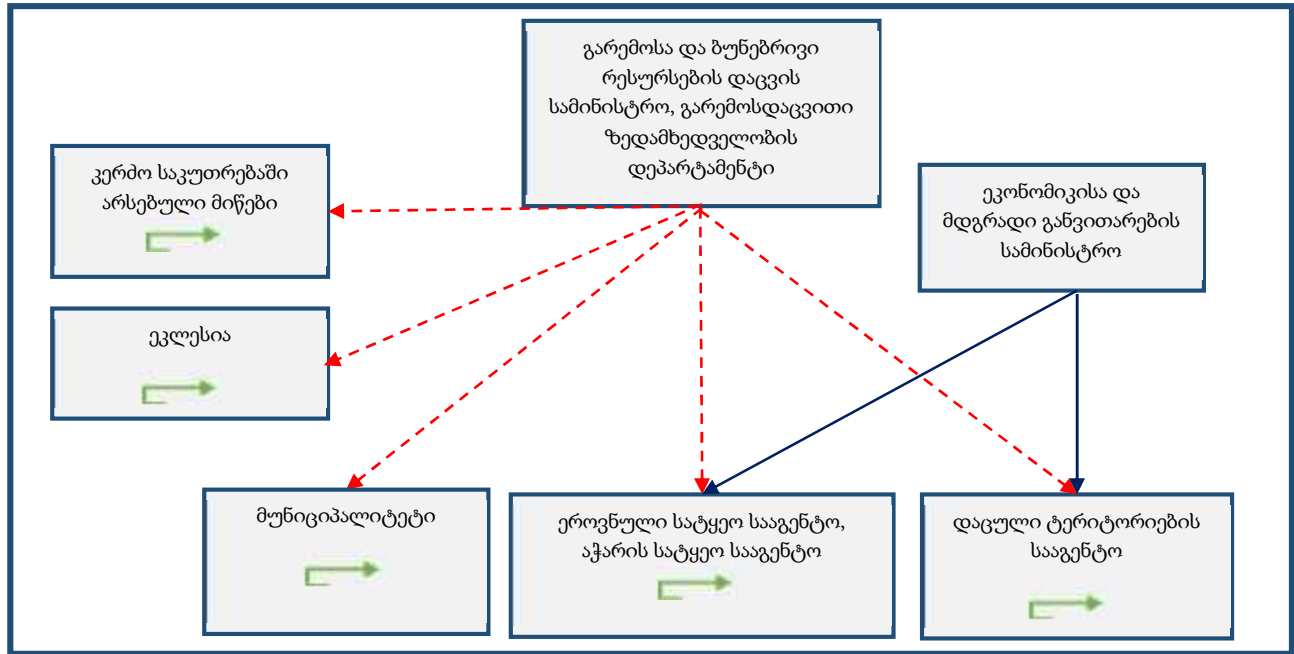 გარემოსა და ბუნებრივი
რესურსების დაცვის
სამინისტრო, გარემოსდაცვითი
ზედამხედველობის
დეპარტამენტი
კერძო საკუთრებაში
არსებული მიწები
ეკონომიკისა და
მდგრადი განვითარების
სამინისტრო
ეკლესია
მუნიციპალიტეტი
ეროვნული სატყეო სააგენტო,
აჭარის სატყეო სააგენტო
დაცული ტერიტორიების
სააგენტო